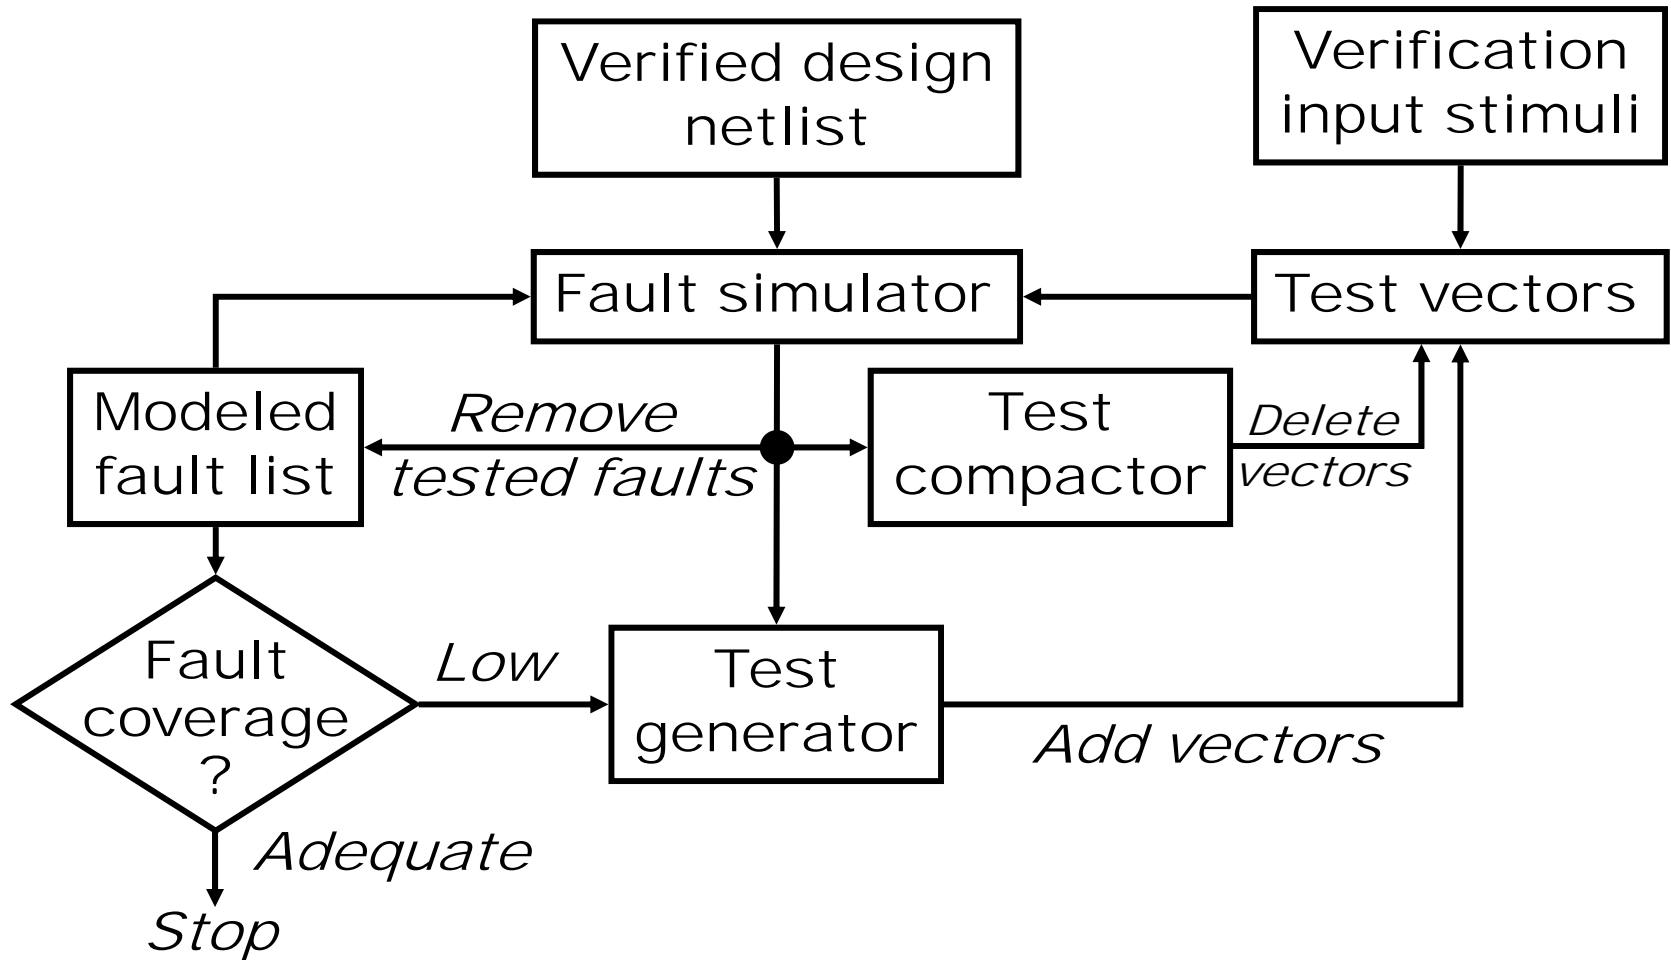 Verified design
netlist
Verification
input stimuli
Fault simulator
Test vectors
Modeled
fault list
Remove
tested faults
Test
compactor
Delete
vectors
Fault
coverage
?
Low
Test
generator
Add vectors
Adequate
Stop